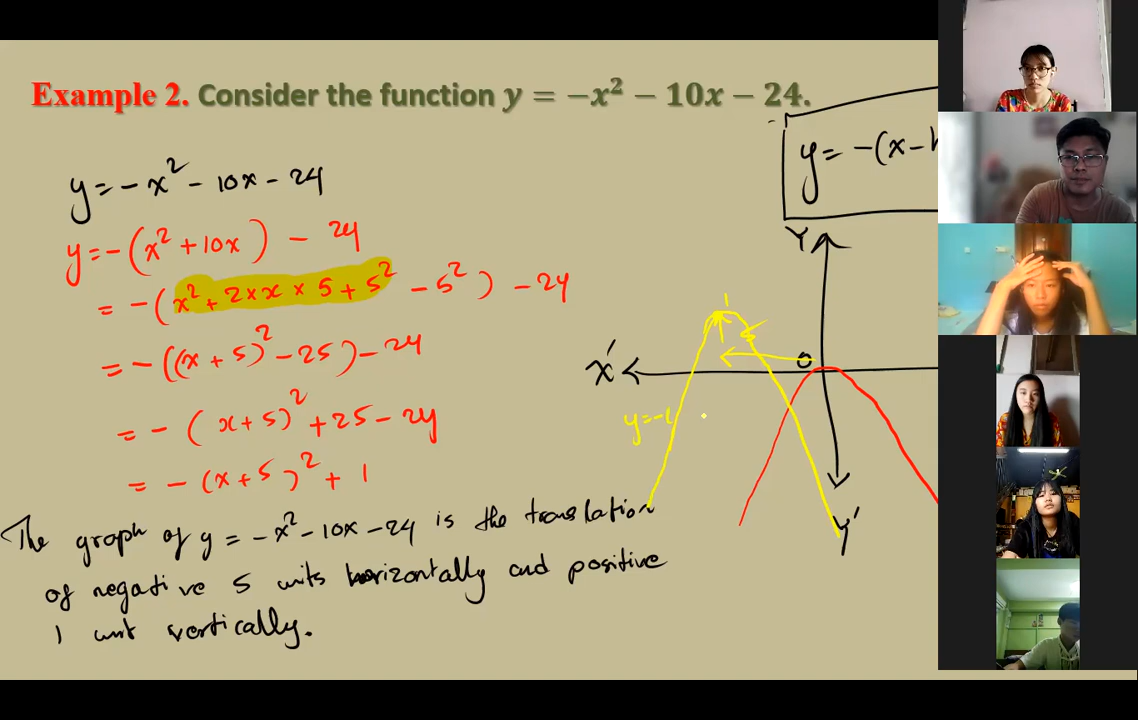 Example 2. Consider the function y = −x² − 10x − 24.
y = − x² − 10x − 24
y = −(x² + 10x) − 24
= −(x² + 2 × x × 5 + 5² − 5²) − 24
= −((x + 5)² − 25) − 24
= − (x + 5)² + 25 − 24
= − (x + 5)² + 1
The graph of y = −x² − 10x − 24 is the translation
of negative 5 units horizontally and positive
1 unit vertically.
y = −(x −
Y
1
X′
O
y = −
Y′